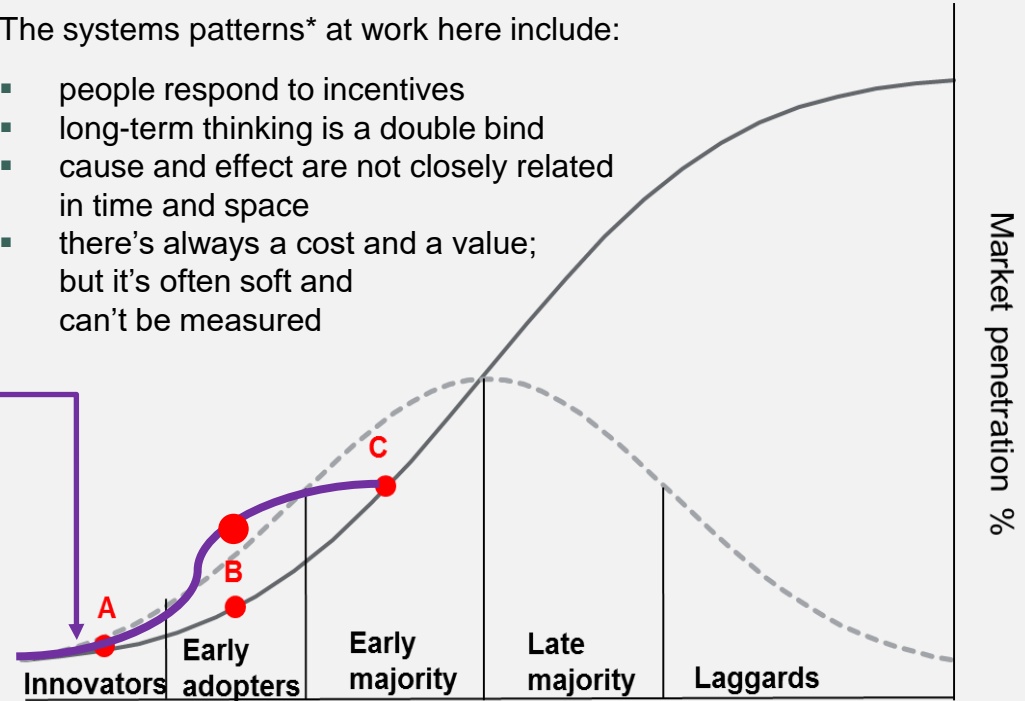 The systems patterns* at work here include:
▪ people respond to incentives
▪ long-term thinking is a double bind
▪ cause and effect are not closely related
in time and space
▪ there's always a cost and a value;
but it's often soft and
can't be measured
Market penetration %
C
B
A
Innovators
Early
adopters
Early
majority
Late
majority
Laggards